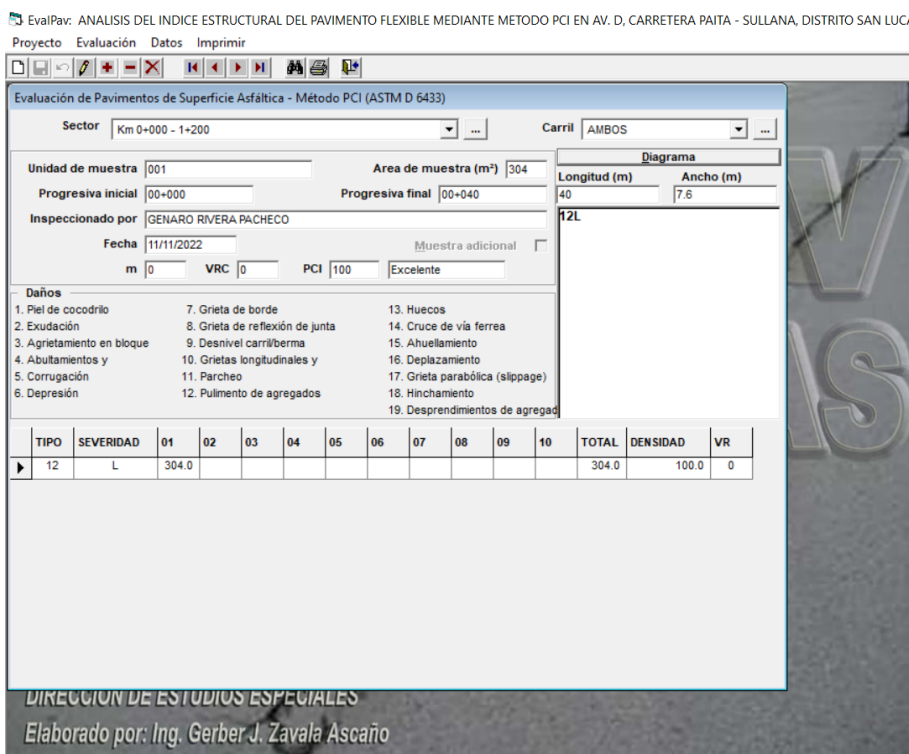 EvalPav: ANALISIS DEL INDICE ESTRUCTURAL DEL PAVIMENTO FLEXIBLE MEDIANTE METODO PCI EN AV. D, CARRETERA PAITA - SULLANA, DISTRITO SAN LUCA
Proyecto Evaluación Datos Imprimir
Evaluación de Pavimentos de Superficie Asfáltica - Método PCI (ASTM D 6433)
Sector Km 0+000 - 1+200 ... Carril AMBOS ...
Diagrama
Unidad de muestra 001 Area de muestra (m²) 304
Longitud (m) Ancho (m)
Progresiva inicial 00+000 Progresiva final 00+040
40 7.6
Inspeccionado por GENARO RIVERA PACHECO
12L
Fecha 11/11/2022 Muestra adicional
m 0 VRC 0 PCI 100 Excelente
Daños
1. Piel de cocodrilo 7. Grieta de borde 13. Huecos
2. Exudación 8. Grieta de reflexión de junta 14. Cruce de vía ferrea
3. Agrietamiento en bloque 9. Desnivel carril/berma 15. Ahuellamiento
4. Abultamientos y 10. Grietas longitudinales y 16. Deplazamiento
5. Corrugación 11. Parcheo 17. Grieta parabólica (slippage)
6. Depresión 12. Pulimento de agregados 18. Hinchamiento
19. Desprendimientos de agregad
TIPO SEVERIDAD 01 02 03 04 05 06 07 08 09 10 TOTAL DENSIDAD VR
12 L 304.0 304.0 100.0 0
DIRECCION DE ESTUDIOS ESPECIALES
Elaborado por: Ing. Gerber J. Zavala Ascaño